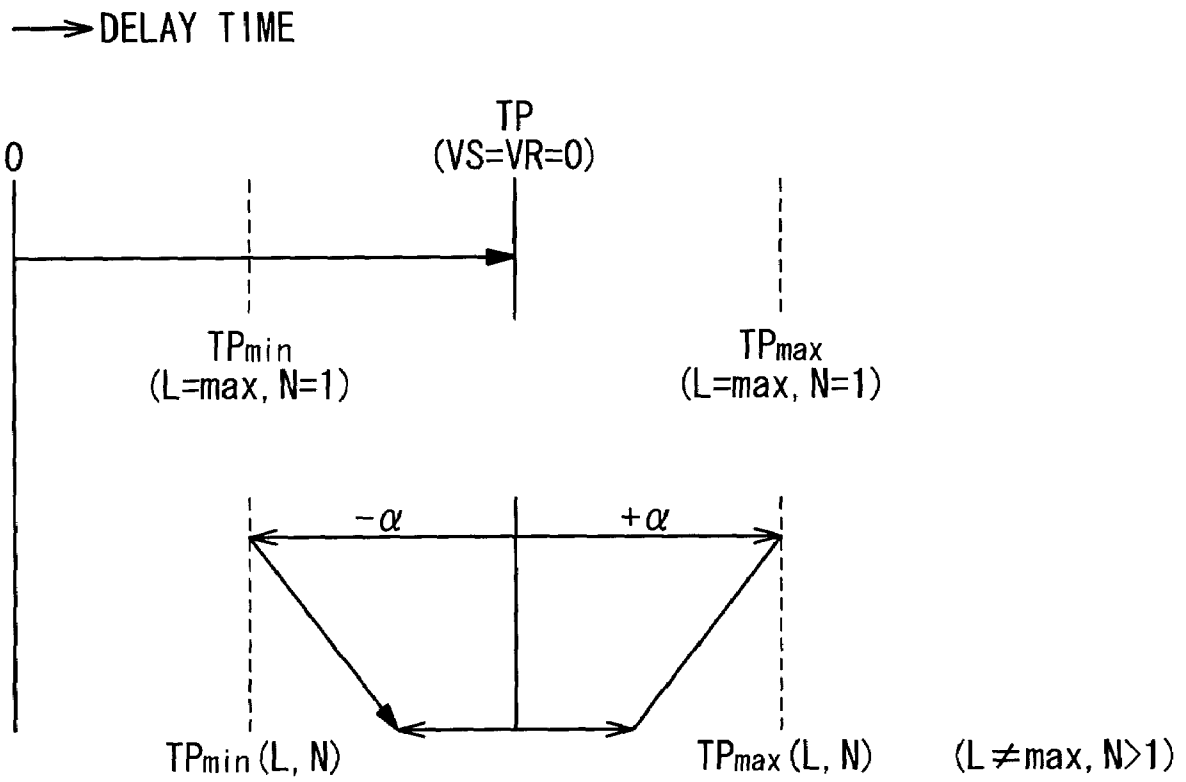 DELAY TIME
TP
0 (VS=VR=0)
TPmin TPmax
(L=max, N=1) (L=max, N=1)
-α +α
TPmin(L, N) TPmax(L, N) (L≠max, N>1)